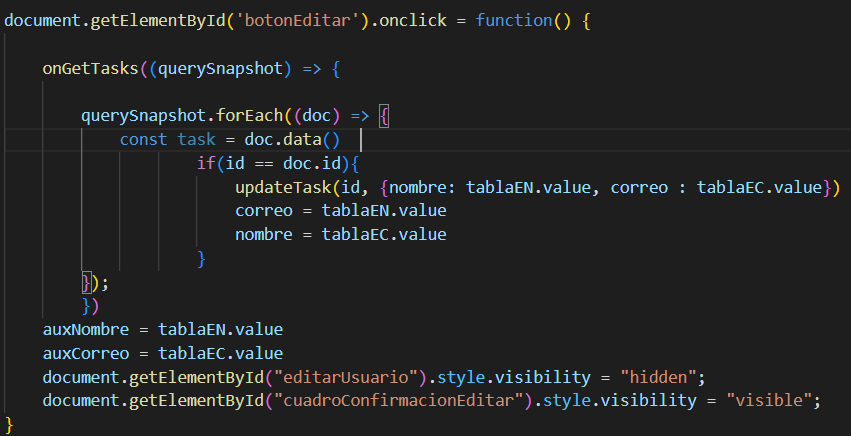 document.getElementById('botonEditar').onclick = function() {
onGetTasks((querySnapshot) => {
querySnapshot.forEach((doc) => {
const task = doc.data()
if(id == doc.id){
updateTask(id, {nombre: tablaEN.value, correo : tablaEC.value})
correo = tablaEN.value
nombre = tablaEC.value
}
});
})
auxNombre = tablaEN.value
auxCorreo = tablaEC.value
document.getElementById("editarUsuario").style.visibility = "hidden";
document.getElementById("cuadroConfirmacionEditar").style.visibility = "visible";
}